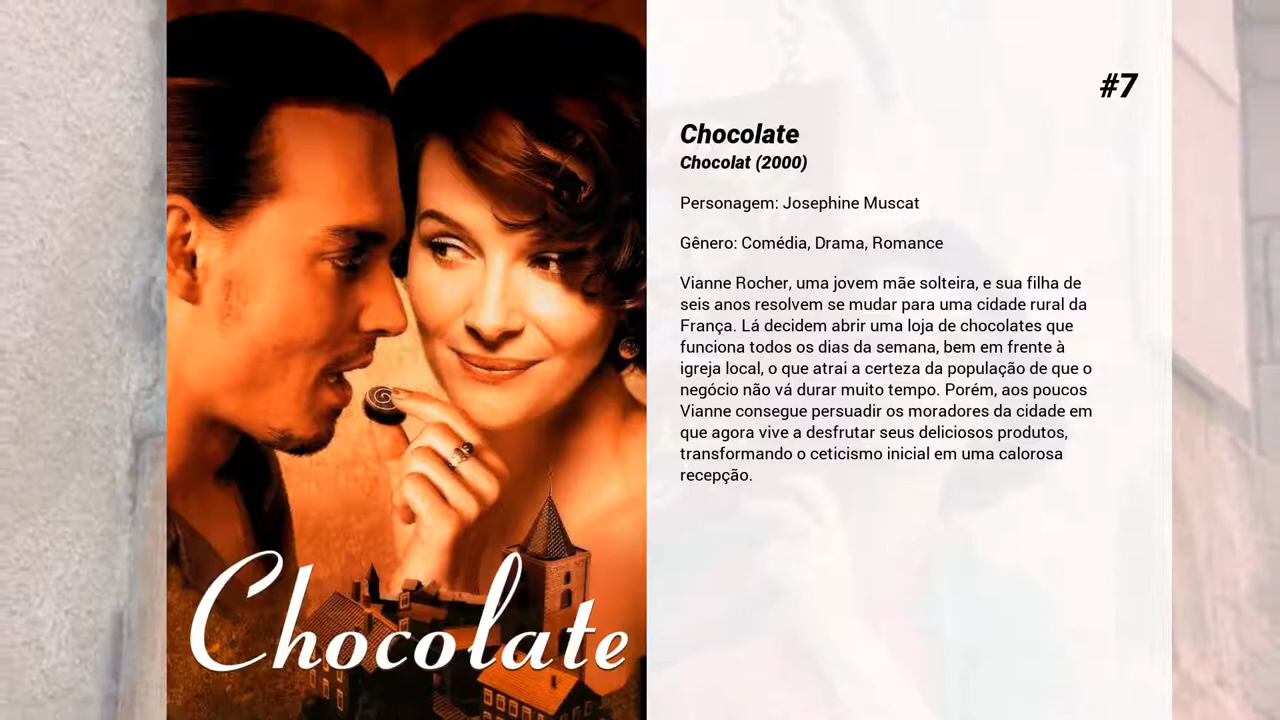 #7
Chocolate
Chocolat (2000)
Personagem: Josephine Muscat
Gênero: Comédia, Drama, Romance
Vianne Rocher, uma jovem mãe solteira, e sua filha de
seis anos resolvem se mudar para uma cidade rural da
França. Lá decidem abrir uma loja de chocolates que
funciona todos os dias da semana, bem em frente à
igreja local, o que atrai a certeza da população de que o
negócio não vá durar muito tempo. Porém, aos poucos
Vianne consegue persuadir os moradores da cidade em
que agora vive a desfrutar seus deliciosos produtos,
transformando o ceticismo inicial em uma calorosa
recepção.
Chocolate